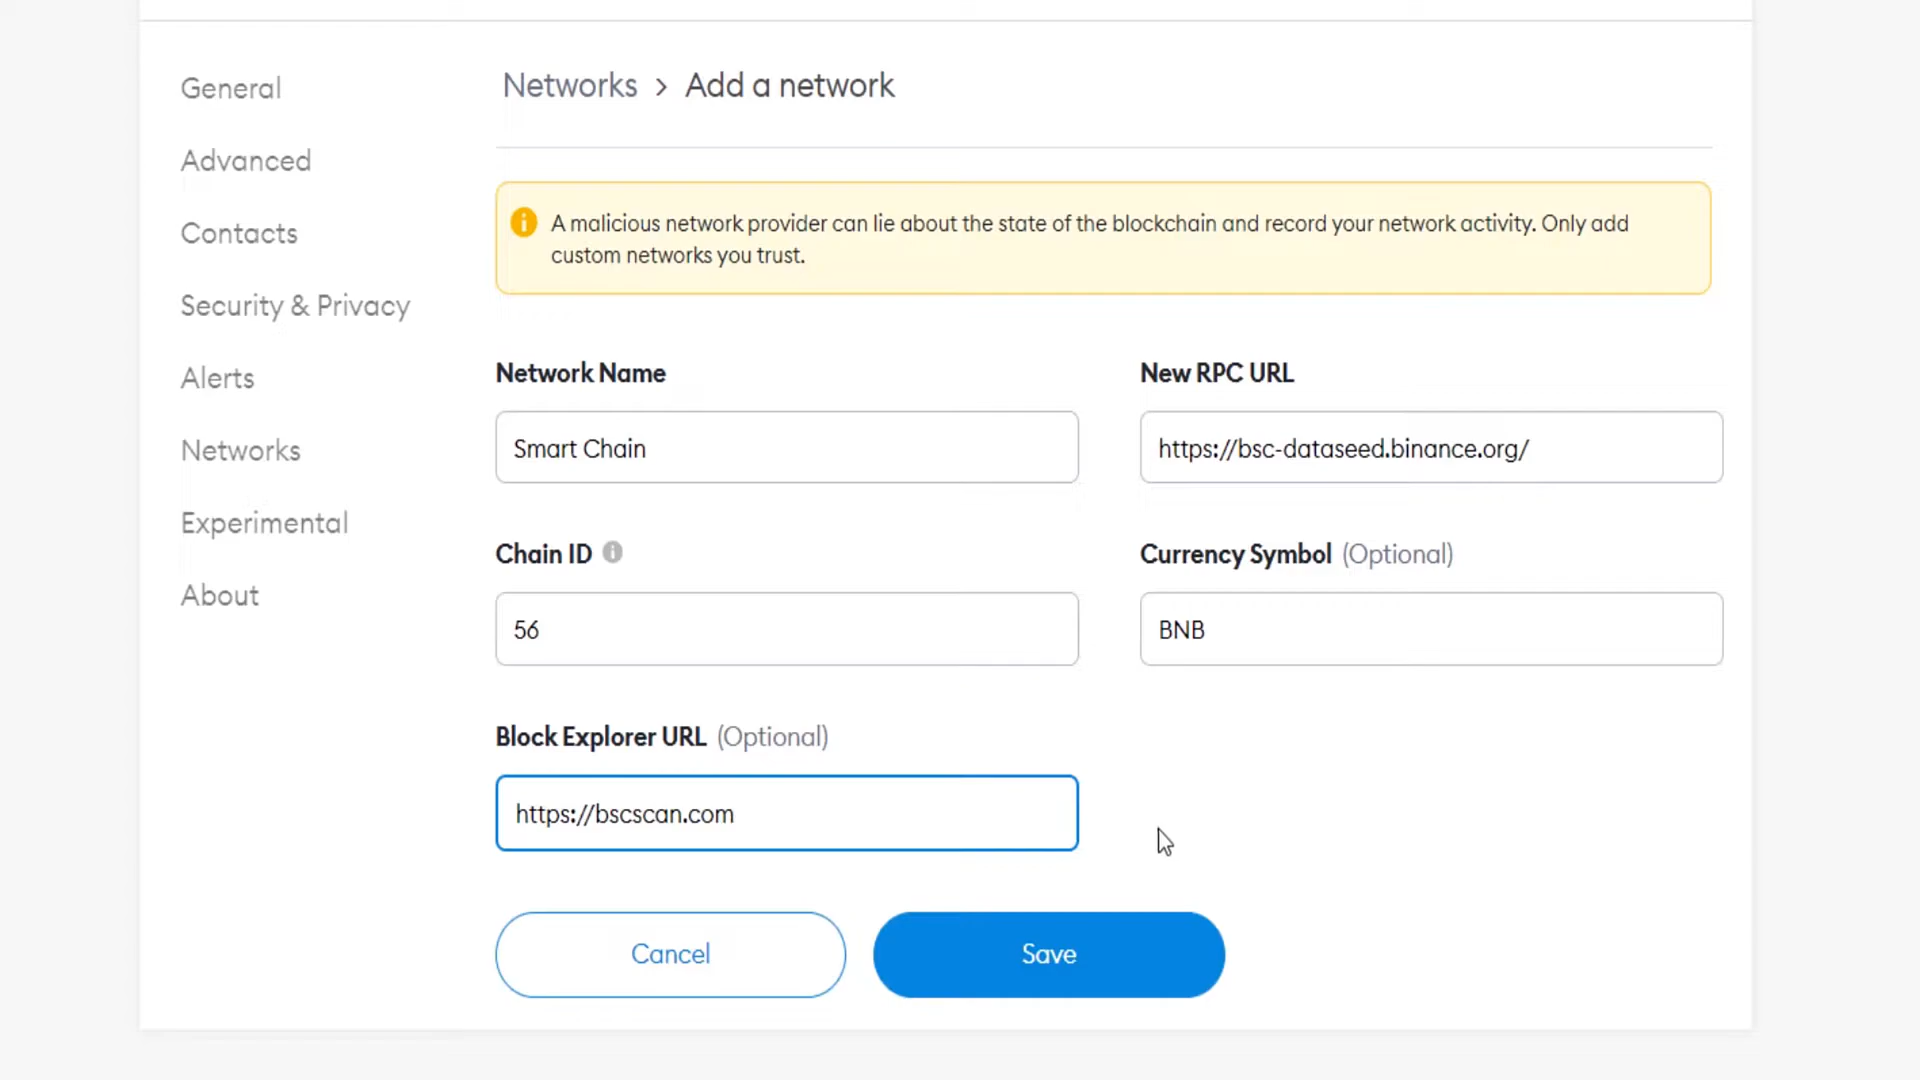 General
Advanced
Contacts
Security & Privacy
Alerts
Networks
Experimental
About
Networks > Add a network
A malicious network provider can lie about the state of the blockchain and record your network activity. Only add
custom networks you trust.
Network Name
Smart Chain
New RPC URL
https://bsc-dataseed.binance.org/
Chain ID
56
Currency Symbol (Optional)
BNB
Block Explorer URL (Optional)
https://bscscan.com
Cancel
Save